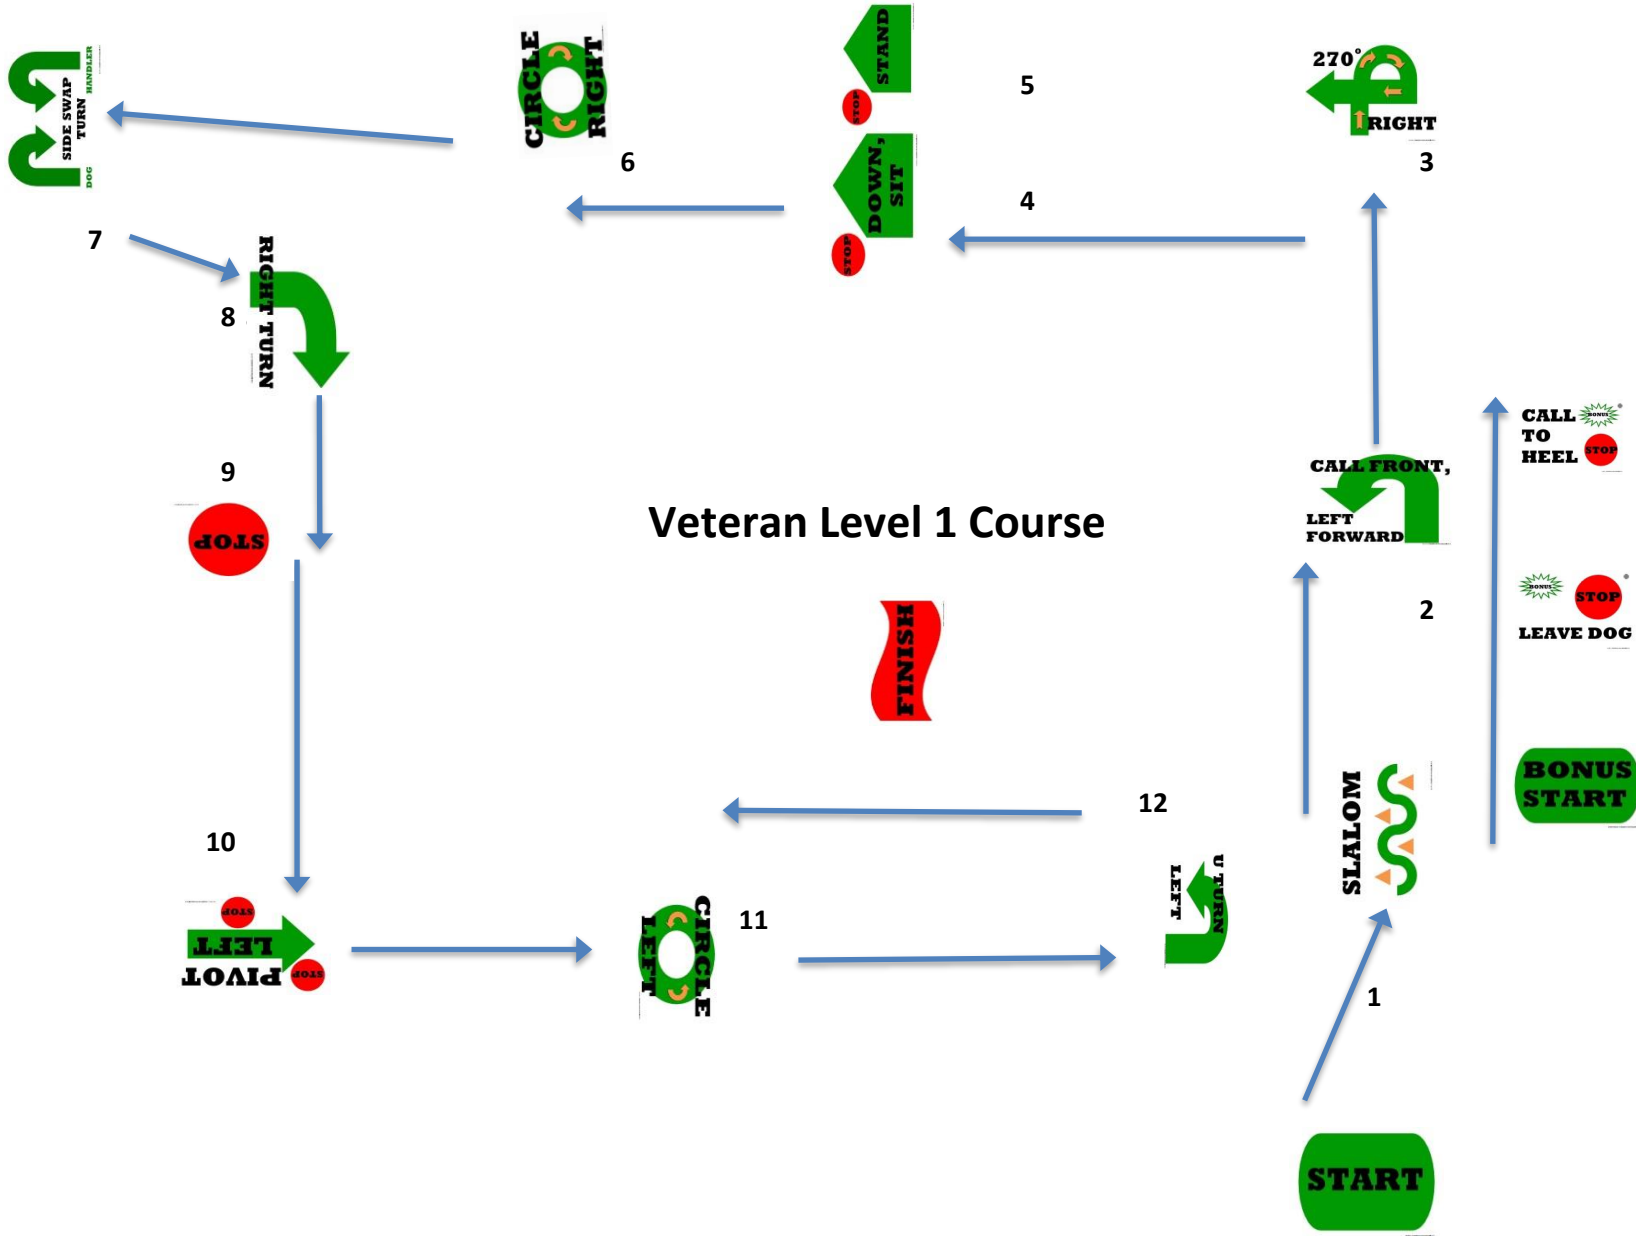 SIDE SWAP
TURN
HANDLER
DOG
CIRCLE
RIGHT
6
STAND
STOP
5
DOWN,
SIT
STOP
4
270°
RIGHT
3
7
RIGHT TURN
8
9
STOP
Veteran Level 1 Course
CALL FRONT,
LEFT
FORWARD
2
CALL
TO
HEEL
BONUS
STOP
BONUS
STOP
LEAVE DOG
FINISH
BONUS
START
SLALOM
12
U TURN
LEFT
10
STOP
LEFT
PIVOT
STOP
CIRCLE
LEFT
11
1
START